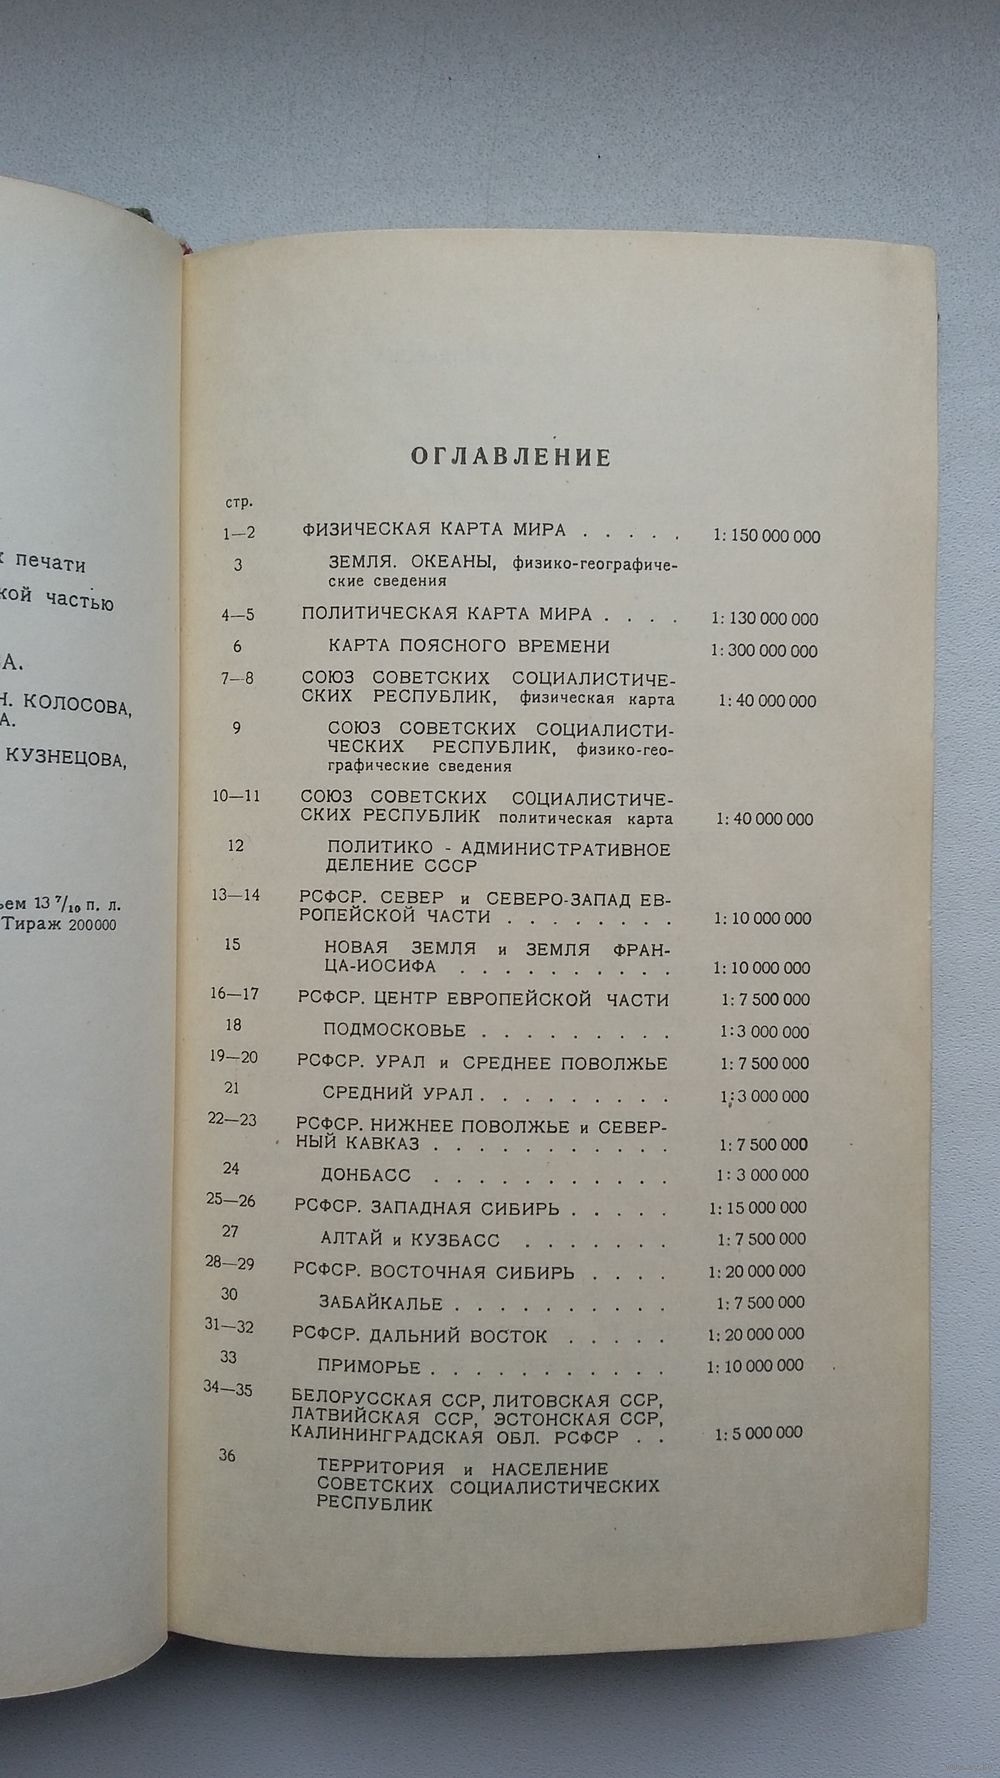 печати
кой частью
А.
Н. КОЛОСОВА,
А.
КУЗНЕЦОВА,
ем 13 7/10 п. л.
Тираж 200000
ОГЛАВЛЕНИЕ
стр.
1—2 ФИЗИЧЕСКАЯ КАРТА МИРА . . . . . 1: 150 000 000
3 ЗЕМЛЯ. ОКЕАНЫ, физико-географиче-
ские сведения
4—5 ПОЛИТИЧЕСКАЯ КАРТА МИРА . . . . 1: 130 000 000
6 КАРТА ПОЯСНОГО ВРЕМЕНИ 1: 300 000 000
7—8 СОЮЗ СОВЕТСКИХ СОЦИАЛИСТИЧЕ-
СКИХ РЕСПУБЛИК, физическая карта 1: 40 000 000
9 СОЮЗ СОВЕТСКИХ СОЦИАЛИСТИ-
ЧЕСКИХ РЕСПУБЛИК, физико-гео-
графические сведения
10—11 СОЮЗ СОВЕТСКИХ СОЦИАЛИСТИЧЕ-
СКИХ РЕСПУБЛИК политическая карта 1: 40 000 000
12 ПОЛИТИКО - АДМИНИСТРАТИВНОЕ
ДЕЛЕНИЕ СССР
13—14 РСФСР. СЕВЕР и СЕВЕРО-ЗАПАД ЕВ-
РОПЕЙСКОЙ ЧАСТИ . . . . . . . . 1: 10 000 000
15 НОВАЯ ЗЕМЛЯ и ЗЕМЛЯ ФРАН-
ЦА-ИОСИФА . . . . . . . . . . 1: 10 000 000
16—17 РСФСР. ЦЕНТР ЕВРОПЕЙСКОЙ ЧАСТИ 1: 7 500 000
18 ПОДМОСКОВЬЕ . . . . . . . . . 1: 3 000 000
19—20 РСФСР. УРАЛ и СРЕДНЕЕ ПОВОЛЖЬЕ 1: 7 500 000
21 СРЕДНИЙ УРАЛ . . . . . . . . . 1: 3 000 000
22—23 РСФСР. НИЖНЕЕ ПОВОЛЖЬЕ и СЕВЕР-
НЫЙ КАВКАЗ . . . . . . . . . . . 1: 7 500 000
24 ДОНБАСС . . . . . . . . . . . 1: 3 000 000
25—26 РСФСР. ЗАПАДНАЯ СИБИРЬ . . . . . 1: 15 000 000
27 АЛТАЙ и КУЗБАСС . . . . . . . 1: 7 500 000
28—29 РСФСР. ВОСТОЧНАЯ СИБИРЬ . . . . 1: 20 000 000
30 ЗАБАЙКАЛЬЕ . . . . . . . . . . 1: 7 500 000
31—32 РСФСР. ДАЛЬНИЙ ВОСТОК . . . . . 1: 20 000 000
33 ПРИМОРЬЕ . . . . . . . . . . . 1: 10 000 000
34—35 БЕЛОРУССКАЯ ССР, ЛИТОВСКАЯ ССР,
ЛАТВИЙСКАЯ ССР, ЭСТОНСКАЯ ССР,
КАЛИНИНГРАДСКАЯ ОБЛ. РСФСР . . 1: 5 000 000
36 ТЕРРИТОРИЯ и НАСЕЛЕНИЕ
СОВЕТСКИХ СОЦИАЛИСТИЧЕСКИХ
РЕСПУБЛИК